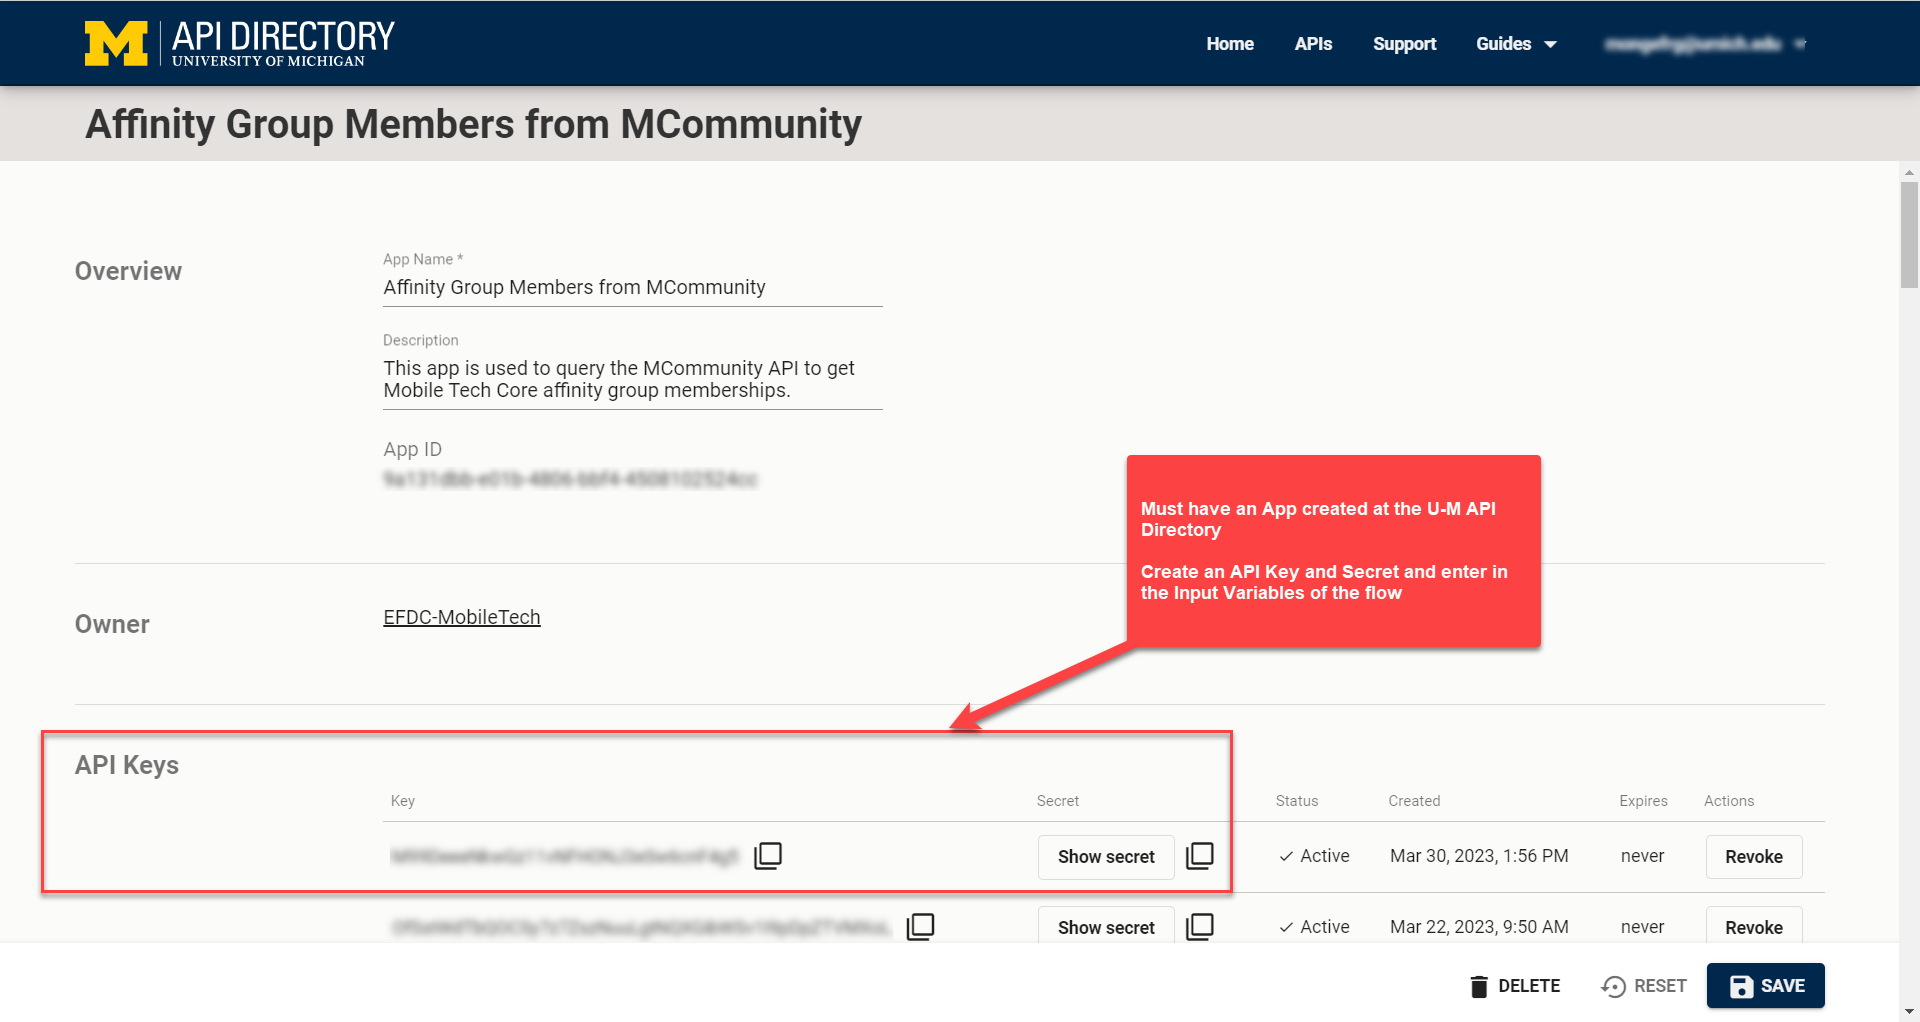 API DIRECTORY
UNIVERSITY OF MICHIGAN
Home
APIs
Support
Guides
Affinity Group Members from MCommunity
Overview
App Name *
Affinity Group Members from MCommunity
Description
This app is used to query the MCommunity API to get
Mobile Tech Core affinity group memberships.
App ID
Must have an App created at the U-M API
Directory
Create an API Key and Secret and enter in
the Input Variables of the flow
Owner
EFDC-MobileTech
API Keys
Key
Secret
Status
Created
Expires
Actions
Show secret
Active
Mar 30, 2023, 1:56 PM
never
Revoke
Show secret
Active
Mar 22, 2023, 9:50 AM
never
Revoke
DELETE
RESET
SAVE